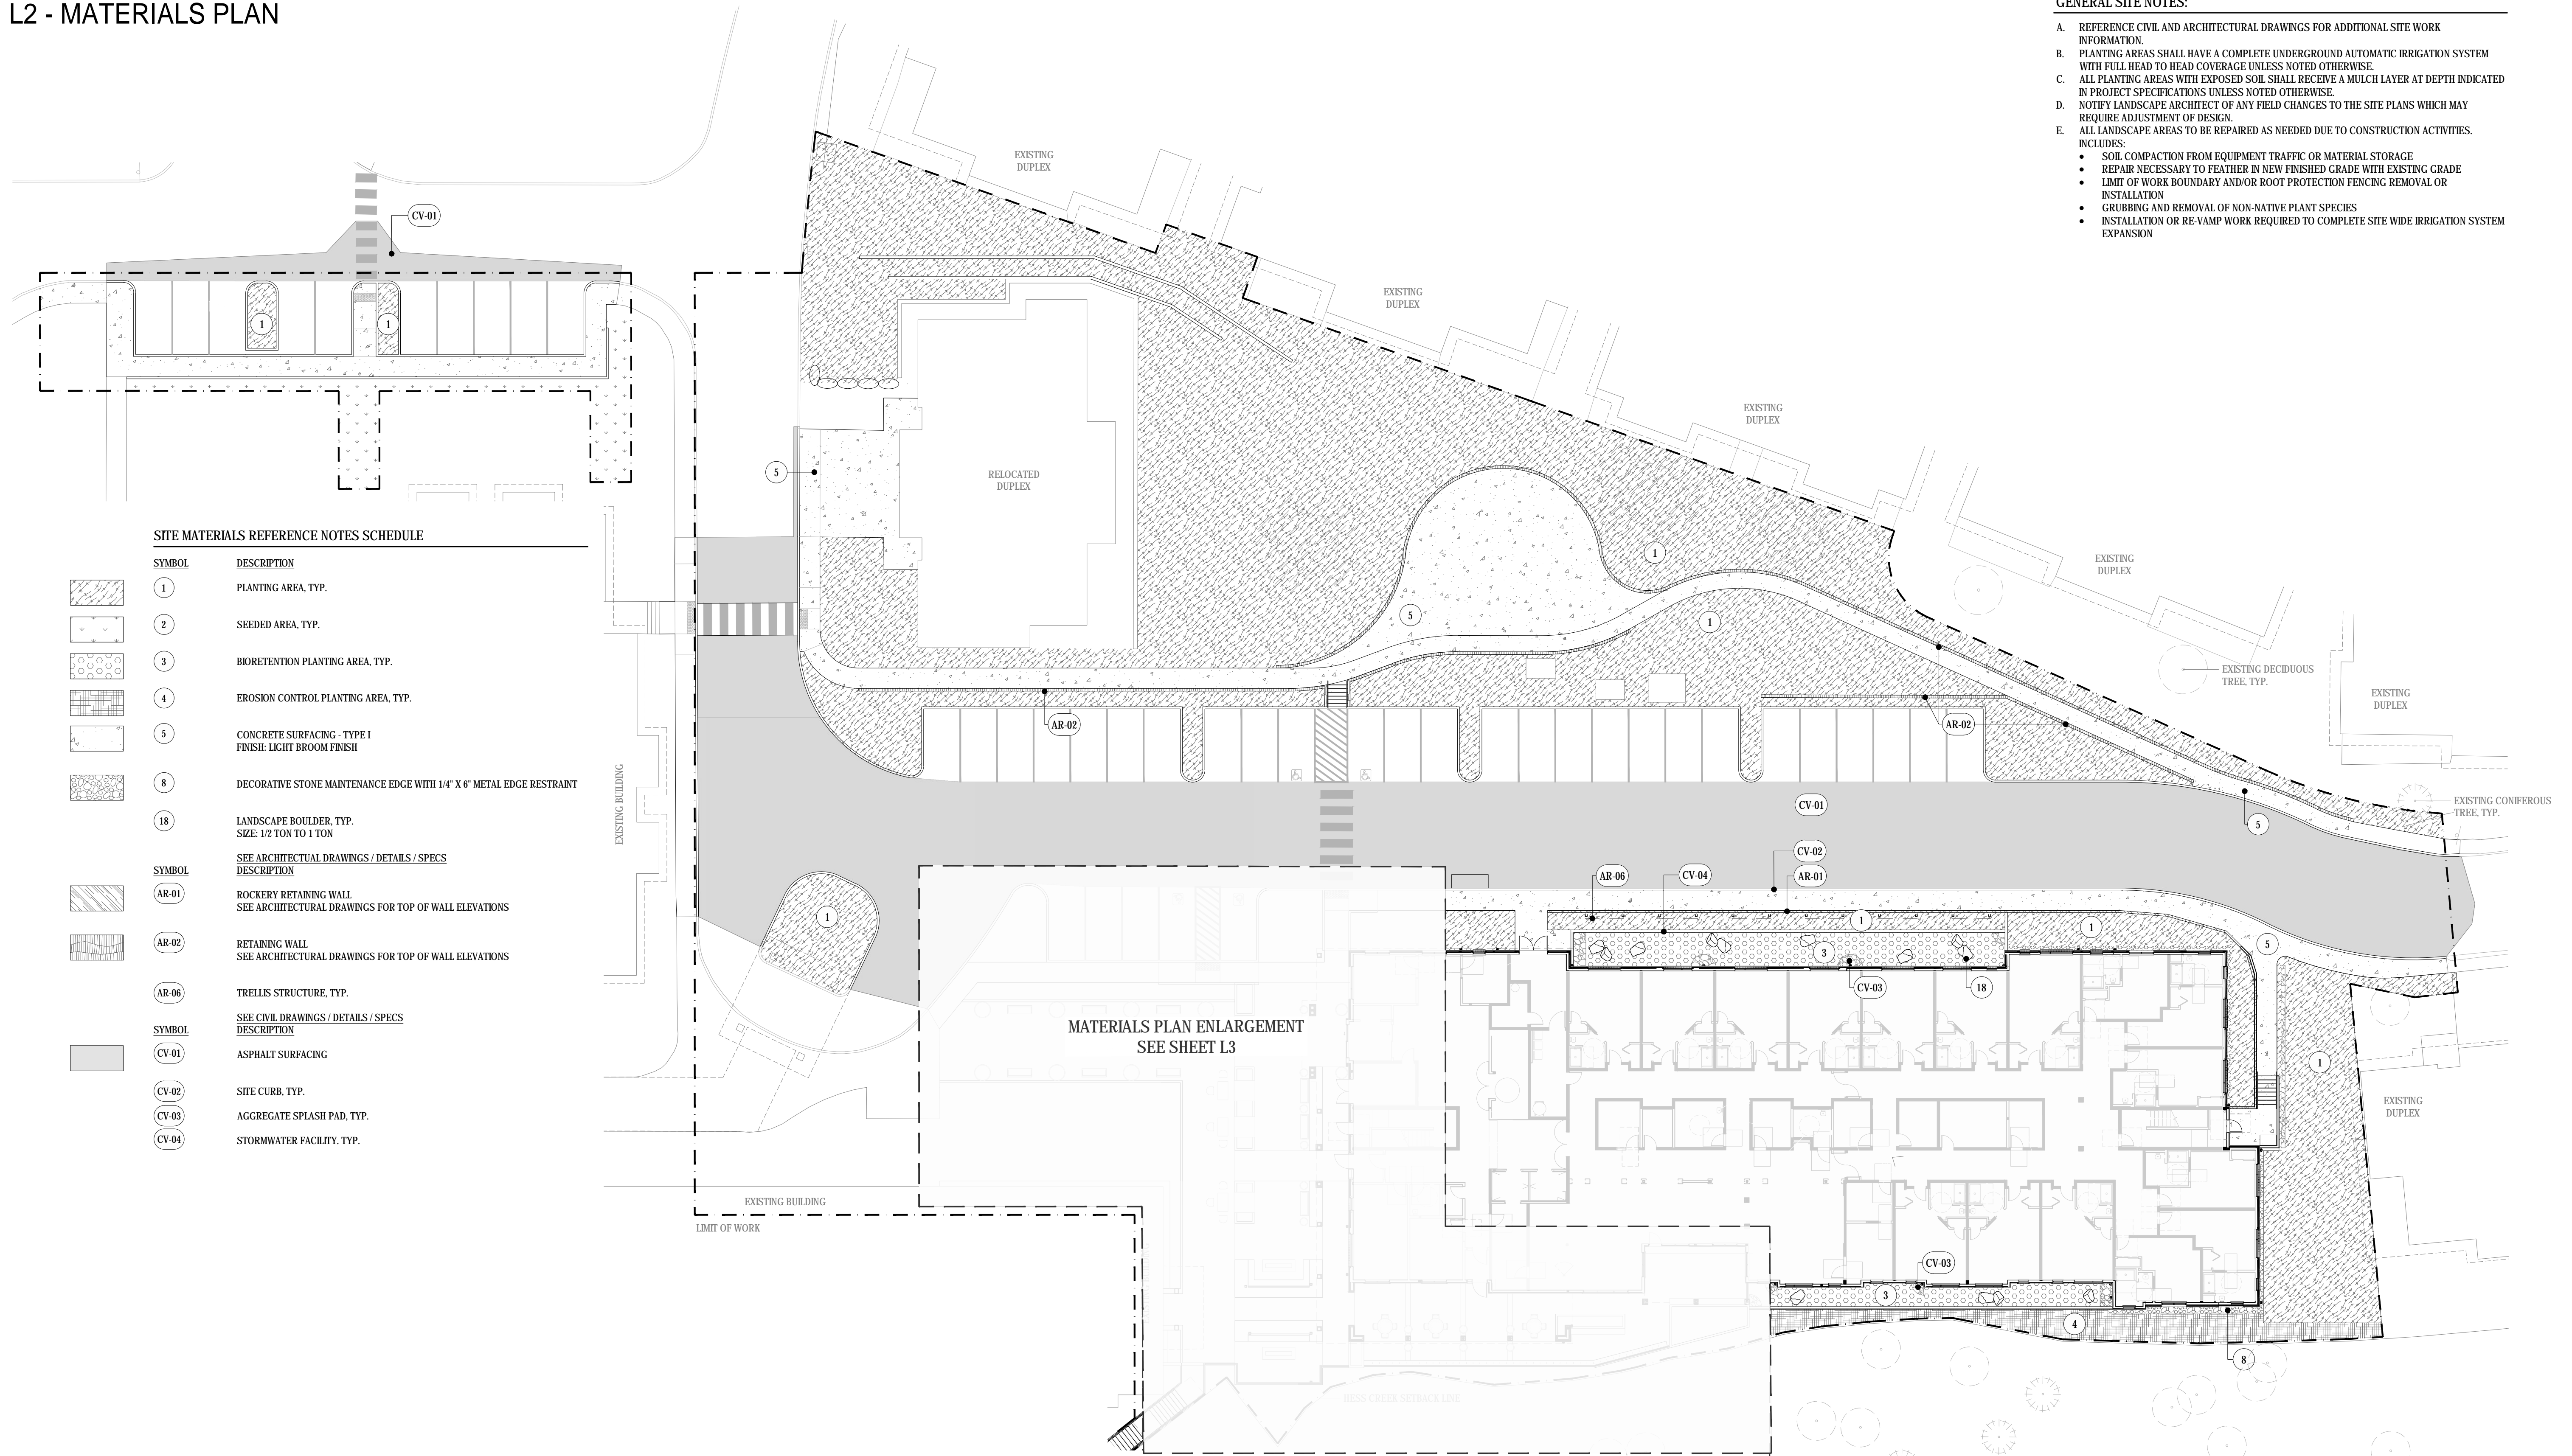 L2 - MATERIALS PLAN
GENERAL SITE NOTES:
A. REFERENCE CIVIL AND ARCHITECTURAL DRAWINGS FOR ADDITIONAL SITE WORK
INFORMATION.
B. PLANTING AREAS SHALL HAVE A COMPLETE UNDERGROUND AUTOMATIC IRRIGATION SYSTEM
WITH FULL HEAD TO HEAD COVERAGE UNLESS NOTED OTHERWISE.
C. ALL PLANTING AREAS WITH EXPOSED SOIL SHALL RECEIVE A MULCH LAYER AT DEPTH INDICATED
IN PROJECT SPECIFICATIONS UNLESS NOTED OTHERWISE.
D. NOTIFY LANDSCAPE ARCHITECT OF ANY FIELD CHANGES TO THE SITE PLANS WHICH MAY
REQUIRE ADJUSTMENT OF DESIGN.
E. ALL LANDSCAPE AREAS TO BE REPAIRED AS NEEDED DUE TO CONSTRUCTION ACTIVITIES.
INCLUDES:
• SOIL COMPACTION FROM EQUIPMENT TRAFFIC OR MATERIAL STORAGE
• REPAIR NECESSARY TO FEATHER IN NEW FINISHED GRADE WITH EXISTING GRADE
• LIMIT OF WORK BOUNDARY AND/OR ROOT PROTECTION FENCING REMOVAL OR
INSTALLATION
• GRUBBING AND REMOVAL OF NON-NATIVE PLANT SPECIES
• INSTALLATION OR RE-VAMP WORK REQUIRED TO COMPLETE SITE WIDE IRRIGATION SYSTEM
EXPANSION
EXISTING
DUPLEX
CV-01
EXISTING
DUPLEX
1
1
EXISTING
DUPLEX
5
RELOCATED
DUPLEX
1
EXISTING
DUPLEX
5
1
EXISTING DECIDUOUS
TREE, TYP.
EXISTING
DUPLEX
AR-02
AR-02
EXISTING BUILDING
CV-01
EXISTING CONIFEROUS
TREE, TYP.
5
CV-02
AR-06
CV-04
AR-01
1
1
1
5
3
CV-03
18
MATERIALS PLAN ENLARGEMENT
SEE SHEET L3
1
EXISTING
DUPLEX
EXISTING BUILDING
LIMIT OF WORK
CV-03
3
4
8
BESS CREEK SETBACK LINE
SITE MATERIALS REFERENCE NOTES SCHEDULE
SYMBOL DESCRIPTION
1 PLANTING AREA, TYP.
2 SEEDED AREA, TYP.
3 BIORETENTION PLANTING AREA, TYP.
4 EROSION CONTROL PLANTING AREA, TYP.
5 CONCRETE SURFACING - TYPE I
FINISH: LIGHT BROOM FINISH
8 DECORATIVE STONE MAINTENANCE EDGE WITH 1/4" X 6" METAL EDGE RESTRAINT
18 LANDSCAPE BOULDER, TYP.
SIZE: 1/2 TON TO 1 TON
SEE ARCHITECTUAL DRAWINGS / DETAILS / SPECS
SYMBOL DESCRIPTION
AR-01 ROCKERY RETAINING WALL
SEE ARCHITECTURAL DRAWINGS FOR TOP OF WALL ELEVATIONS
AR-02 RETAINING WALL
SEE ARCHITECTURAL DRAWINGS FOR TOP OF WALL ELEVATIONS
AR-06 TRELLIS STRUCTURE, TYP.
SEE CIVIL DRAWINGS / DETAILS / SPECS
SYMBOL DESCRIPTION
CV-01 ASPHALT SURFACING
CV-02 SITE CURB, TYP.
CV-03 AGGREGATE SPLASH PAD, TYP.
CV-04 STORMWATER FACILITY. TYP.